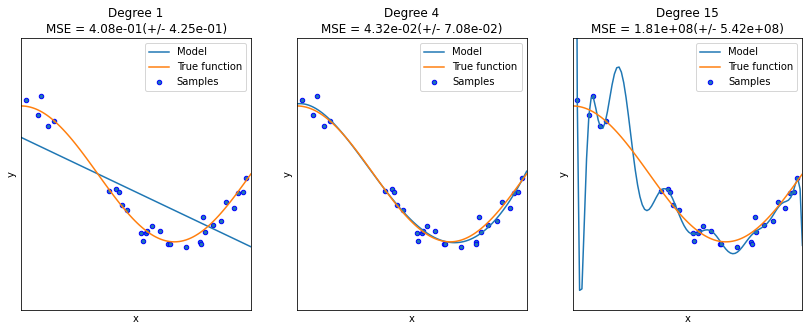 Degree 1
MSE = 4.08e-01(+/- 4.25e-01)
Model
True function
Samples
y
x
Degree 4
MSE = 4.32e-02(+/- 7.08e-02)
Model
True function
Samples
y
x
Degree 15
MSE = 1.81e+08(+/- 5.42e+08)
Model
True function
Samples
y
x